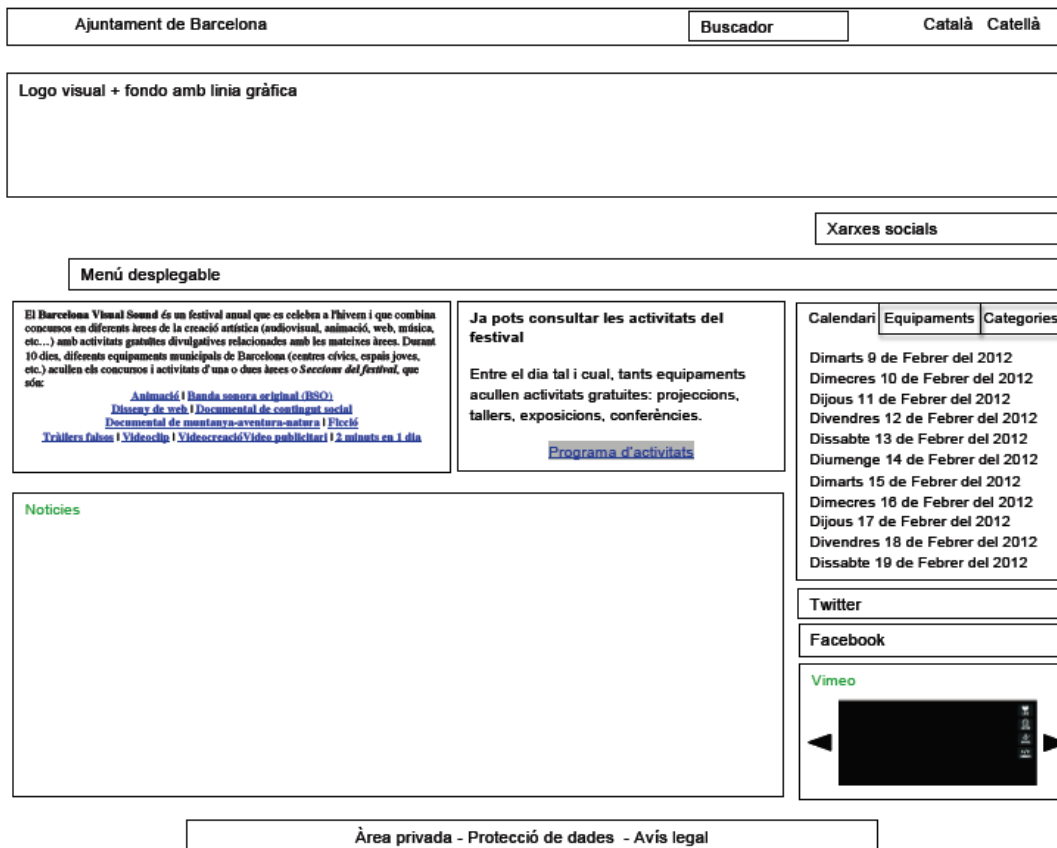 Ajuntament de Barcelona
Buscador
Català Catellà
Logo visual + fondo amb linia gràfica
Xarxes socials
Menú desplegable
El Barcelona Visual Sound és un festival anual que es celebra a l'hivern i que combina
concursos en diferents àrees de la creació artística (audiovisual, animació, web, música,
etc...) amb activitats gratuïtes divulgatives relacionades amb les mateixes àrees. Durant
10 dies, diferents equipaments municipals de Barcelona (centres cívics, espais joves,
etc.) acullen els concursos i activitats d'una o dues àrees o Seccions del festival, que
són:
Animació | Banda sonora original (BSO)
Disseny de web | Documental de contingut social
Documental de muntanya-aventura-natura | Ficció
Tràilers falsos | Videoclip | VideocreacióVideo publicitari | 2 minuts en 1 dia
Ja pots consultar les activitats del
festival
Entre el dia tal i cual, tants equipaments
acullen activitats gratuites: projeccions,
tallers, exposicions, conferències.
Programa d'activitats
Calendari Equipaments Categories
Dimarts 9 de Febrer del 2012
Dimecres 10 de Febrer del 2012
Dijous 11 de Febrer del 2012
Divendres 12 de Febrer del 2012
Dissabte 13 de Febrer del 2012
Diumenge 14 de Febrer del 2012
Dimarts 15 de Febrer del 2012
Dimecres 16 de Febrer del 2012
Dijous 17 de Febrer del 2012
Divendres 18 de Febrer del 2012
Dissabte 19 de Febrer del 2012
Noticies
Twitter
Facebook
Vimeo
Àrea privada - Protecció de dades - Avís legal